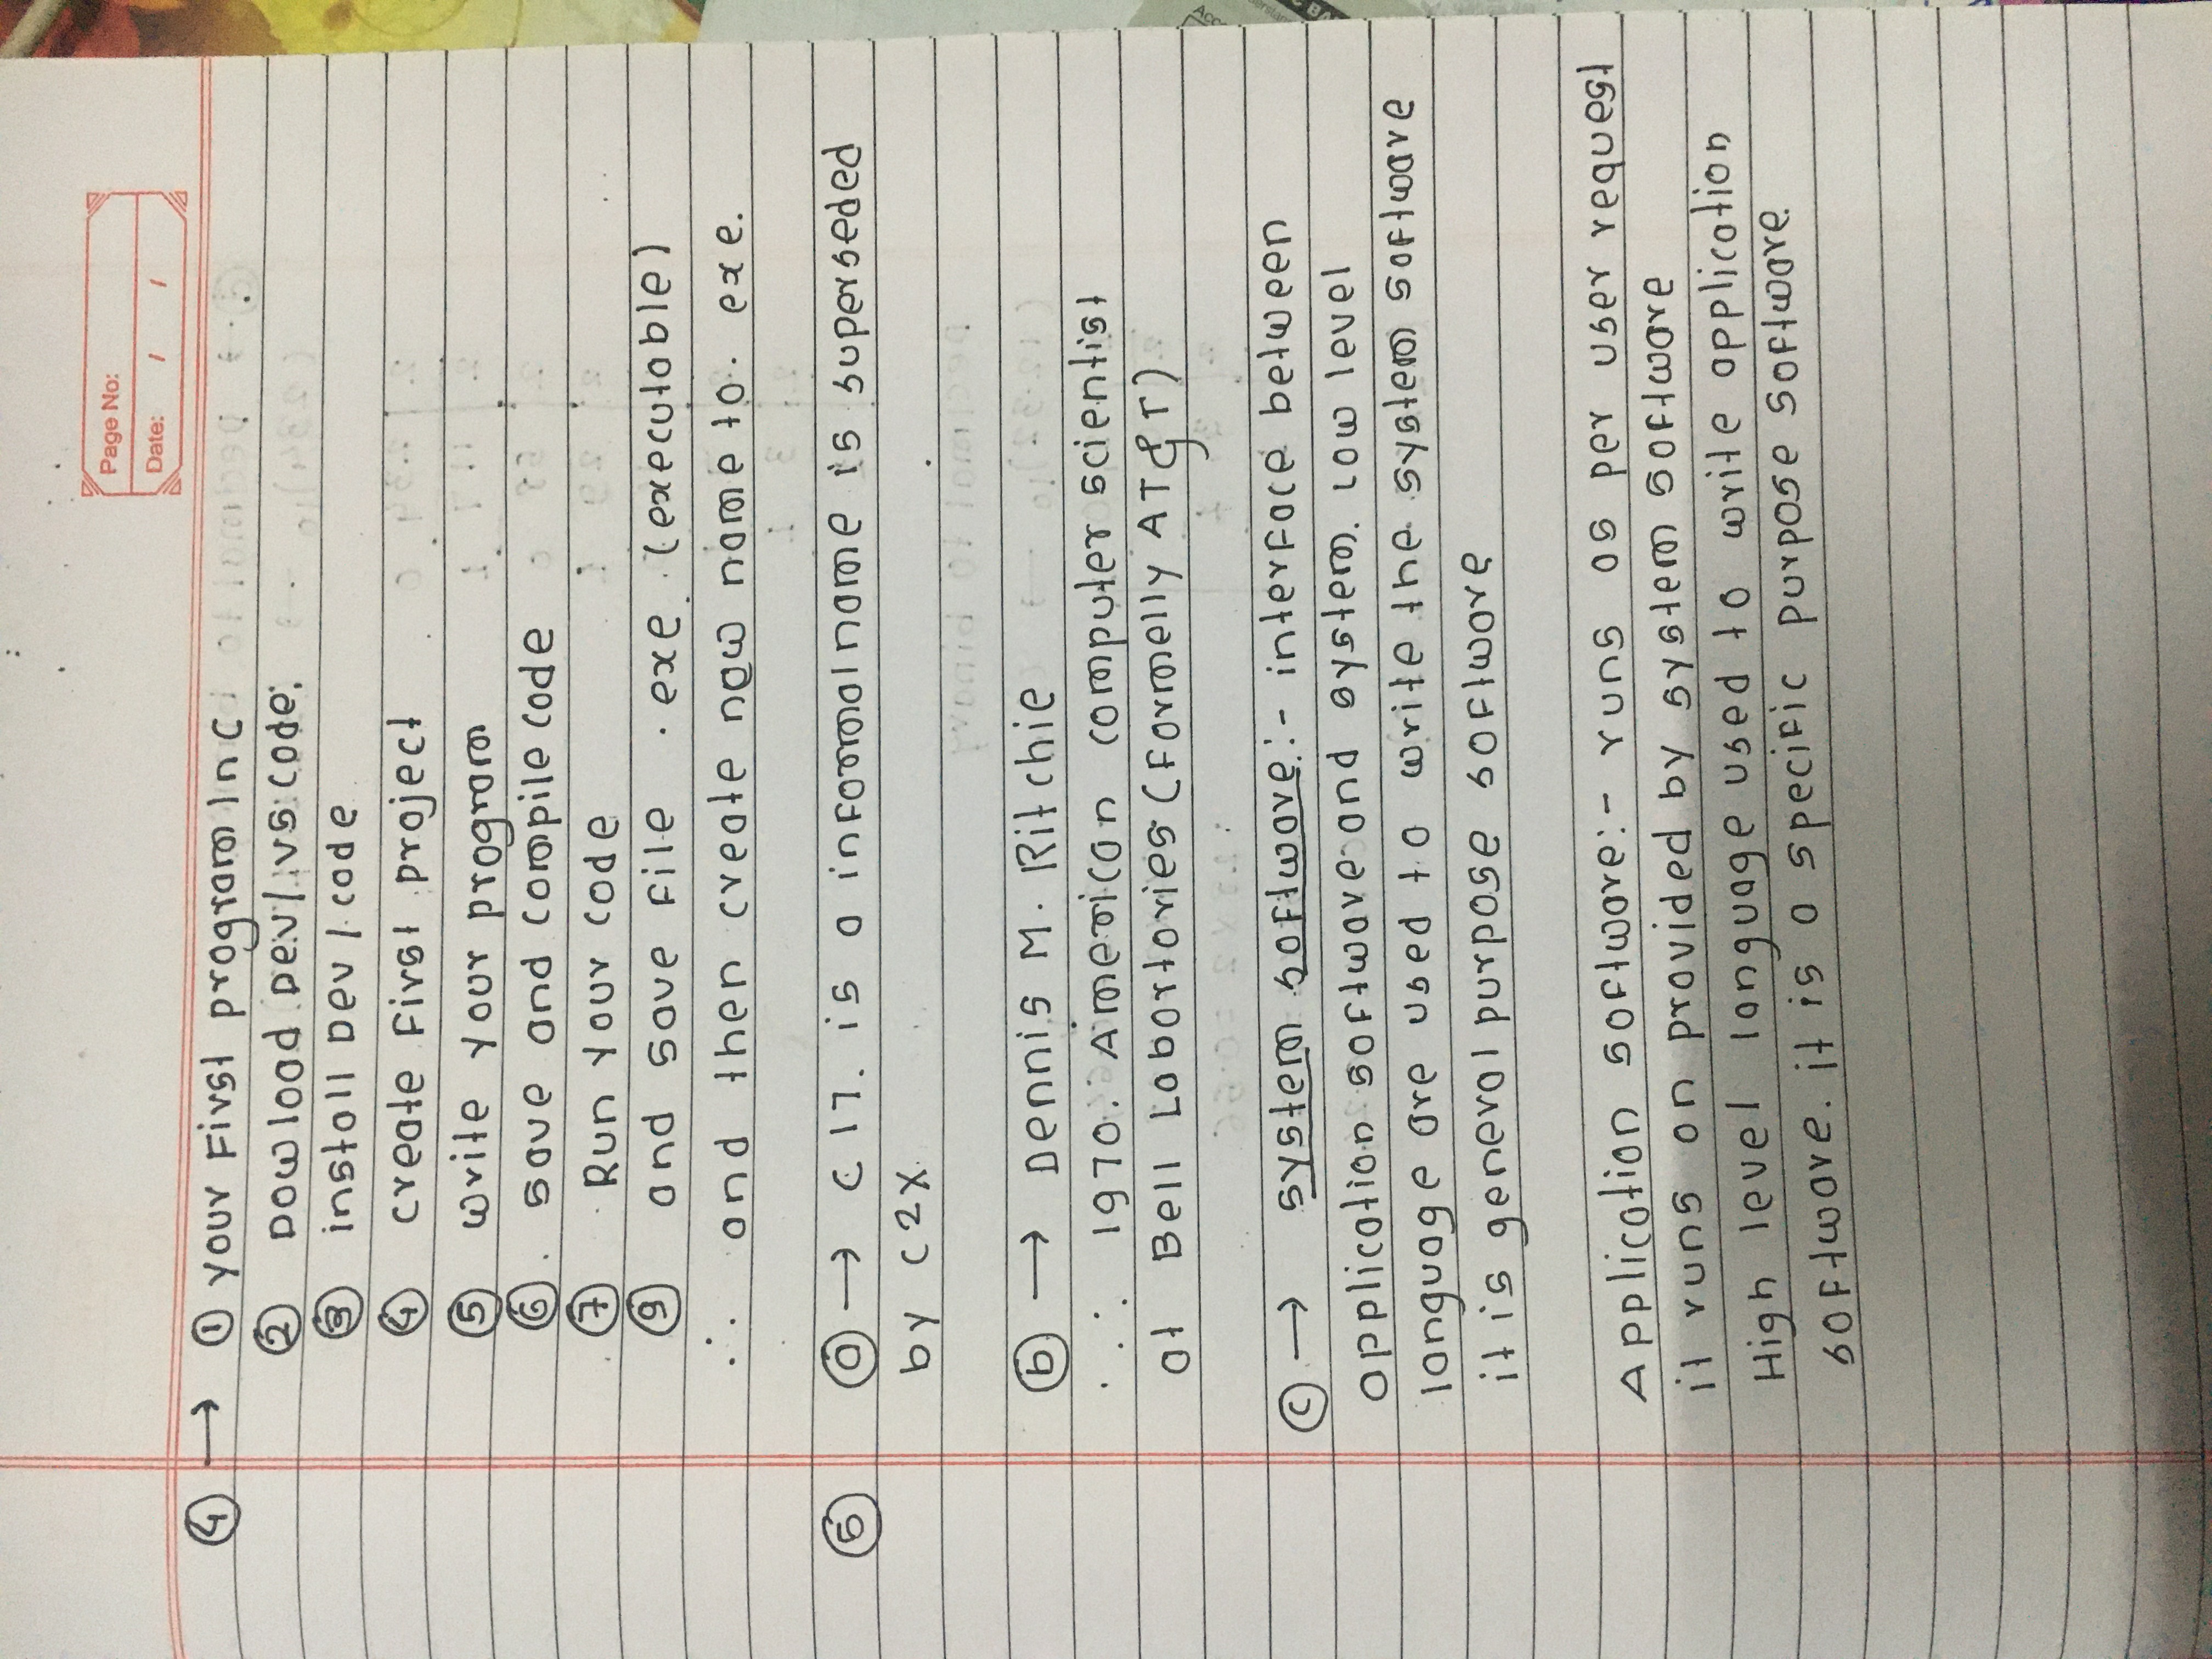 Page No:
Date: / /
④ → ① Your First program In C
② Dowload Dev/ vs code.
③ install Dev / code
④ create First project
⑤ write your program
⑥ save and compile code
⑦ Run Your code
⑨ and save file .exe (executable)
∴ and then create new name to. exe.
⑤ ⓐ → C 17. is a informal name is superseded
by C2X.
ⓑ → Dennis M. Ritchie
∴ 1970. American computer scientist
at Bell Labortories (Formelly AT&T)
ⓒ → system software :- interface between
application software and system. Low level
language are used to write the system software
it is general purpose software
Application software:- runs as per user request
it runs on provided by system software
High level language used to write application
software. it is a specific purpose software.